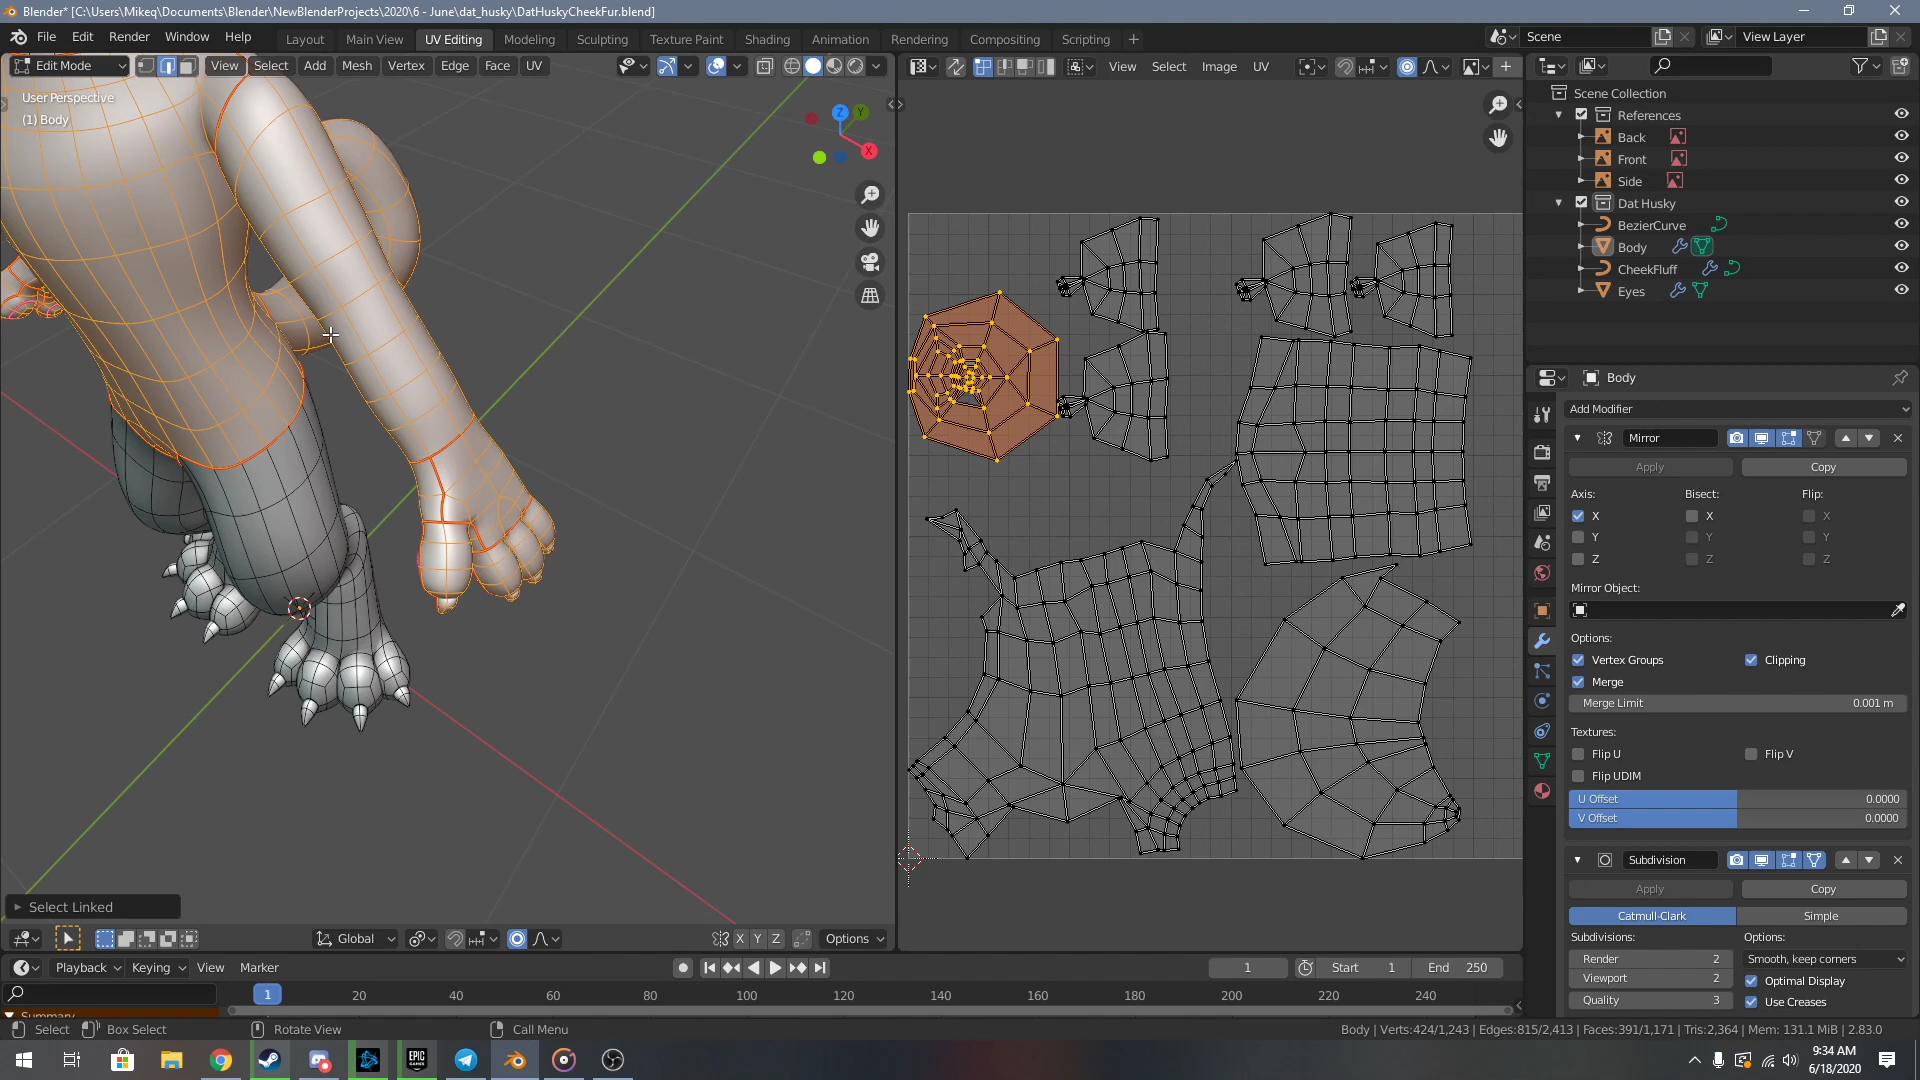 Blender* [C:\Users\Mikeq\Documents\Blender\NewBlenderProjects\2020\6 - June\dat_husky\DatHuskyCheekFur.blend]
File Edit Render Window Help Layout Main View UV Editing Modeling Sculpting Texture Paint Shading Animation Rendering Compositing Scripting + Scene View Layer
Edit Mode View Select Add Mesh Vertex Edge Face UV View Select Image UV
User Perspective
(1) Body
Z Y X
Scene Collection
References
Back
Front
Side
Dat Husky
BezierCurve
Body
CheekFluff
Eyes
Body
Add Modifier
Mirror
Apply Copy
Axis: Bisect: Flip:
X X X
Y Y Y
Z Z Z
Mirror Object:
Options:
Vertex Groups Clipping
Merge
Merge Limit 0.001 m
Textures:
Flip U Flip V
Flip UDIM
U Offset 0.0000
V Offset 0.0000
Subdivision
Apply Copy
Catmull-Clark Simple
Subdivisions: Options:
Render 2 Smooth, keep corners
Viewport 2 Optimal Display
Quality 3 Use Creases
Select Linked
Global X Y Z Options
Playback Keying View Marker 1 Start 1 End 250
1 20 40 60 80 100 120 140 160 180 200 220 240
Summary
Select Box Select Rotate View Call Menu Body | Verts:424/1,243 | Edges:815/2,413 | Faces:391/1,171 | Tris:2,364 | Mem: 131.1 MiB | 2.83.0
EPIC GAMES
9:34 AM
6/18/2020